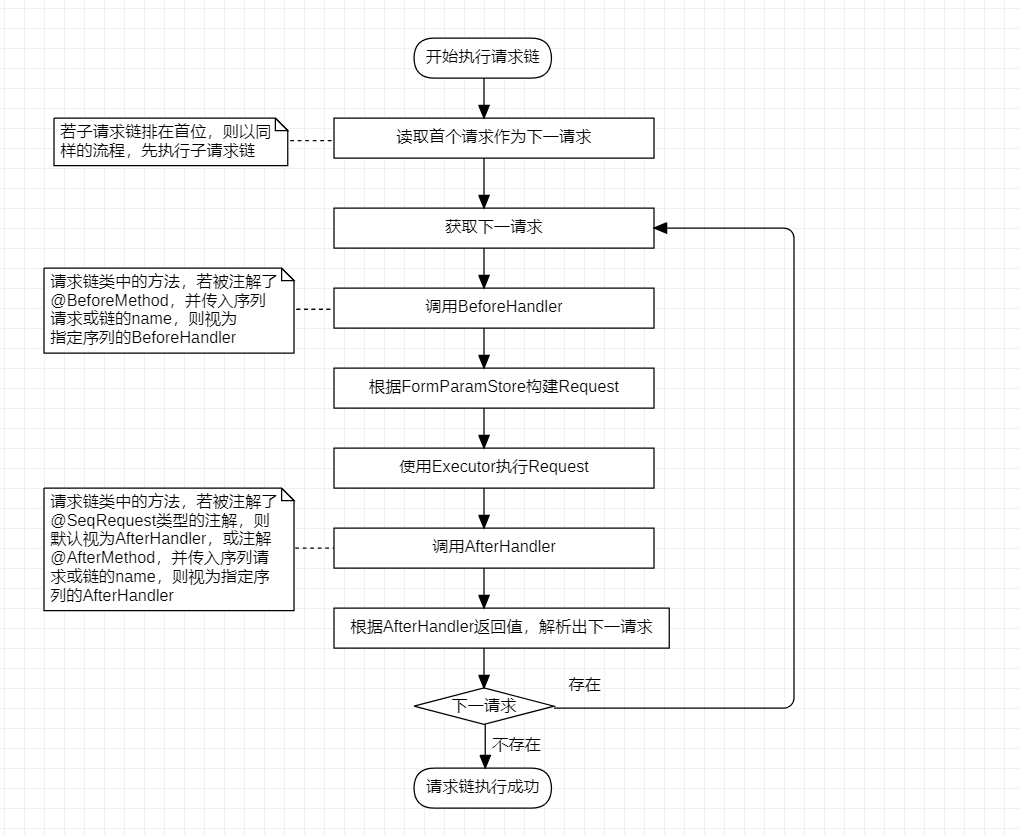 开始执行请求链
若子请求链排在首位，则以同
样的流程，先执行子请求链
读取首个请求作为下一请求
获取下一请求
请求链类中的方法，若被注解了
@BeforeMethod，并传入序列
请求或链的name，则视为
指定序列的BeforeHandler
调用BeforeHandler
根据FormParamStore构建Request
使用Executor执行Request
请求链类中的方法，若被注解了
@SeqRequest类型的注解，则
默认视为AfterHandler，或注解
@AfterMethod，并传入序列请
求或链的name，则视为指定序
列的AfterHandler
调用AfterHandler
根据AfterHandler返回值，解析出下一请求
存在
下一请求
不存在
请求链执行成功